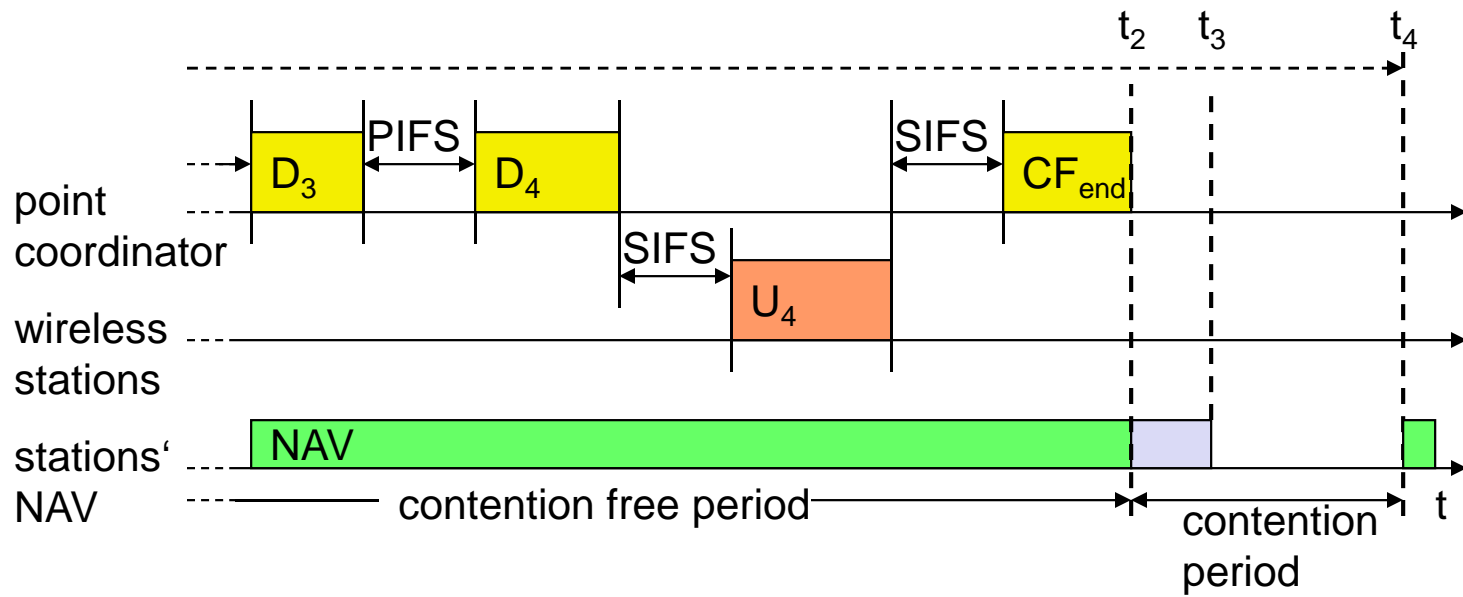 t2 t3 t4
PIFS SIFS
D3 D4 CFend
point
coordinator
SIFS
U4
wireless
stations
NAV
stations‘
NAV
contention free period
t
contention
period